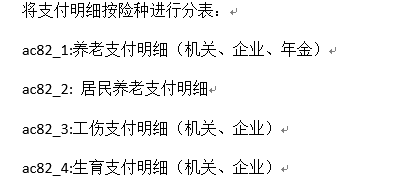 将支付明细按险种进行分表：
ac82_1:养老支付明细（机关、企业、年金）
ac82_2: 居民养老支付明细
ac82_3:工伤支付明细（机关、企业）
ac82_4:生育支付明细（机关、企业）